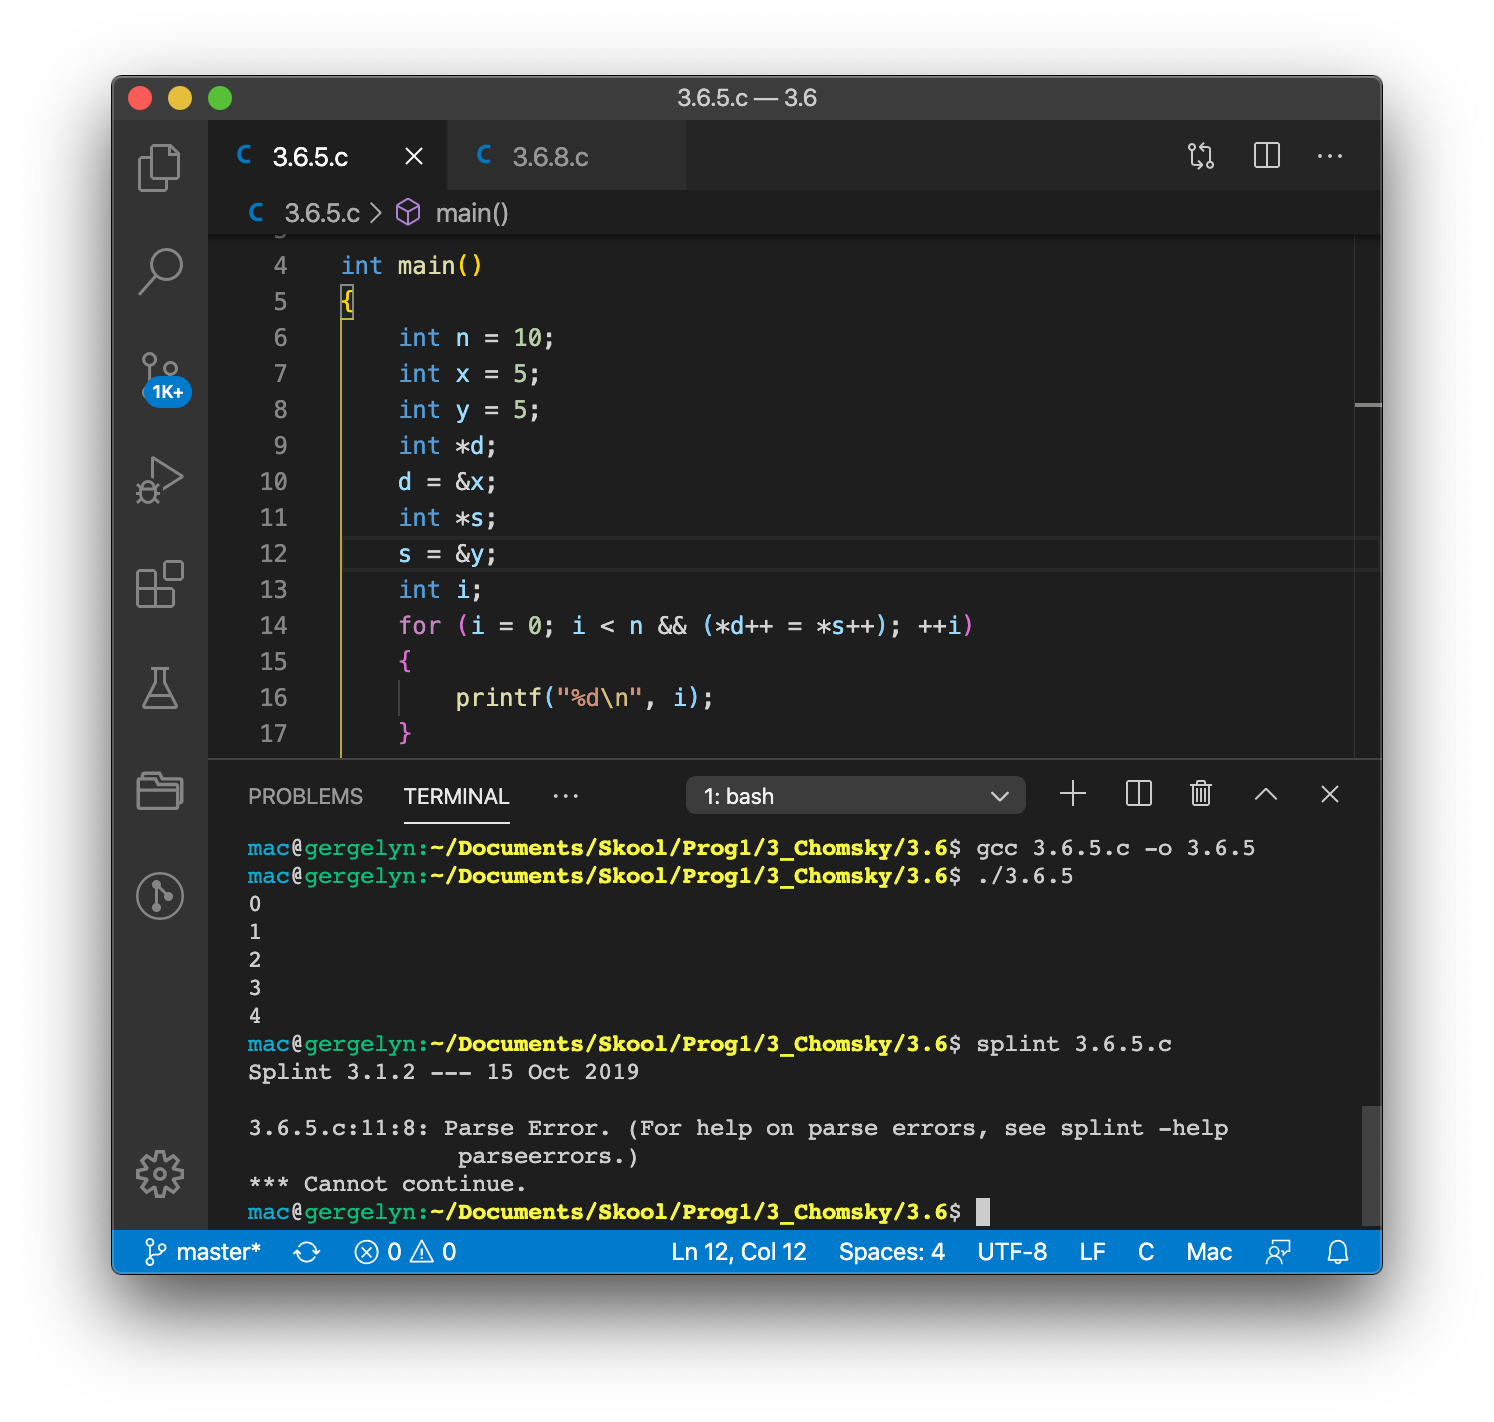 3.6.5.c — 3.6
C 3.6.5.c
C 3.6.8.c
C 3.6.5.c > main()
4 int main()
5 {
6 int n = 10;
7 int x = 5;
8 int y = 5;
9 int *d;
10 d = &x;
11 int *s;
12 s = &y;
13 int i;
14 for (i = 0; i < n && (*d++ = *s++); ++i)
15 {
16 printf("%d\n", i);
17 }
1K+
PROBLEMS TERMINAL ··· 1: bash
mac@gergelyn:~/Documents/Skool/Prog1/3_Chomsky/3.6$ gcc 3.6.5.c -o 3.6.5
mac@gergelyn:~/Documents/Skool/Prog1/3_Chomsky/3.6$ ./3.6.5
0
1
2
3
4
mac@gergelyn:~/Documents/Skool/Prog1/3_Chomsky/3.6$ splint 3.6.5.c
Splint 3.1.2 --- 15 Oct 2019
3.6.5.c:11:8: Parse Error. (For help on parse errors, see splint -help
parseerrors.)
*** Cannot continue.
mac@gergelyn:~/Documents/Skool/Prog1/3_Chomsky/3.6$
master* 0 0 Ln 12, Col 12 Spaces: 4 UTF-8 LF C Mac